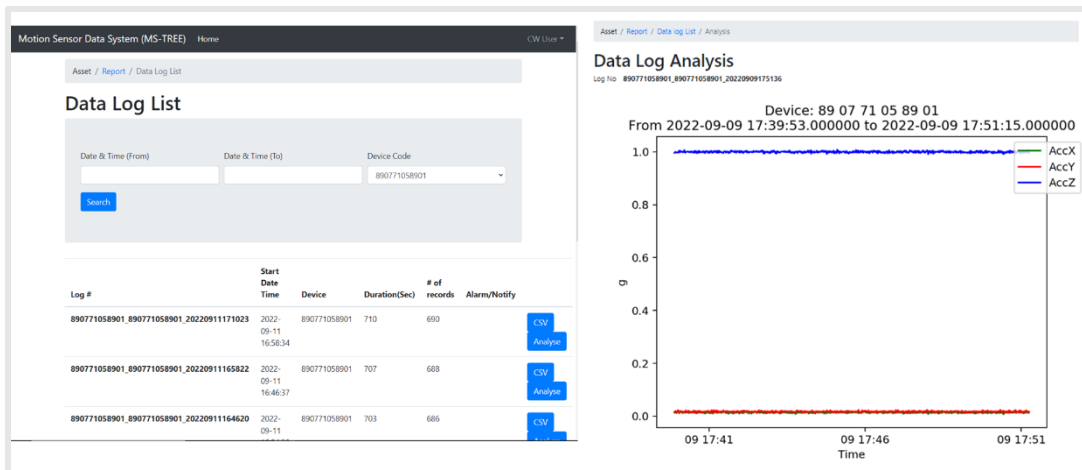 Motion Sensor Data System (MS-TREE) Home CW User
Asset / Report / Data Log List
Data Log List
Date & Time (From) Date & Time (To) Device Code
890771058901
Search
Log # Start Date Time Device Duration(Sec) # of records Alarm/Notify
890771058901_890771058901_20220911171023 2022-09-11 16:58:34 890771058901 710 690 CSV
Analyse
890771058901_890771058901_20220911165822 2022-09-11 16:46:37 890771058901 707 688 CSV
Analyse
890771058901_890771058901_20220911164620 2022-09-11 890771058901 703 686 CSV
Asset / Report / Data log List / Analysis
Data Log Analysis
Log No 890771058901_890771058901_20220909175136
Device: 89 07 71 05 89 01
From 2022-09-09 17:39:53.000000 to 2022-09-09 17:51:15.000000
AccX
AccY
AccZ
1.0
0.8
0.6
g
0.4
0.2
0.0
09 17:41 09 17:46 09 17:51
Time